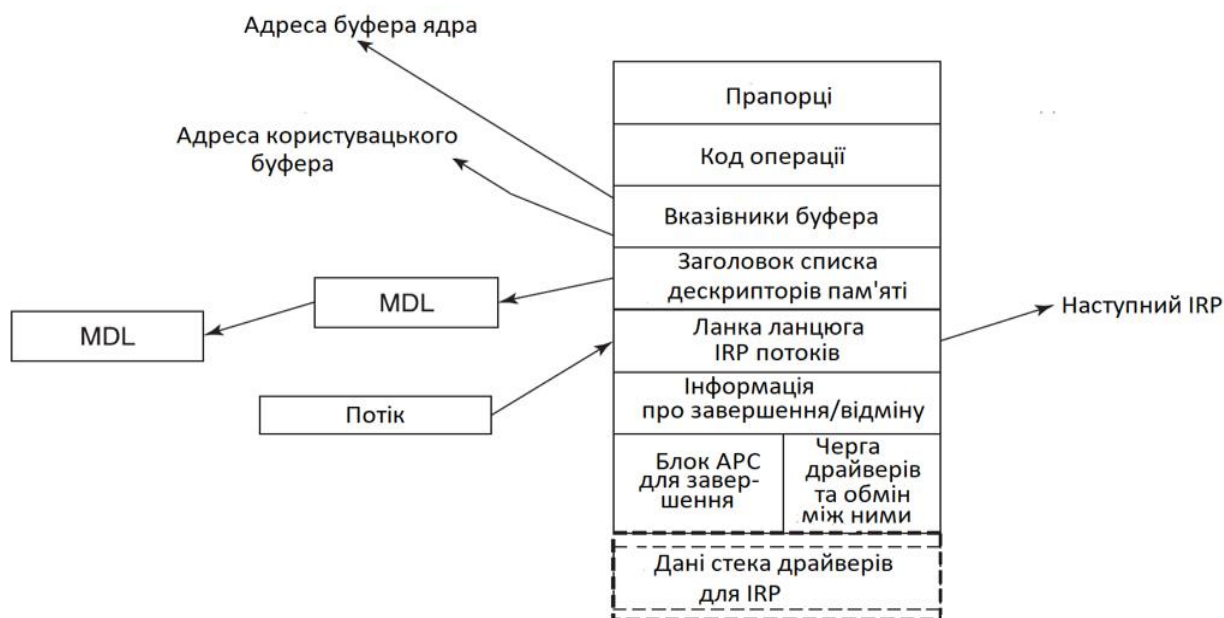 Адреса буфера ядра
Адреса користувацького
буфера
MDL
MDL
Потік
Прапорці
Код операції
Вказівники буфера
Заголовок списка
дескрипторів пам'яті
Ланка ланцюга
IRP потоків
Інформація
про завершення/відміну
Блок APC
для завер-
шення
Черга
драйверів
та обмін
між ними
Дані стека драйверів
для IRP
Наступний IRP